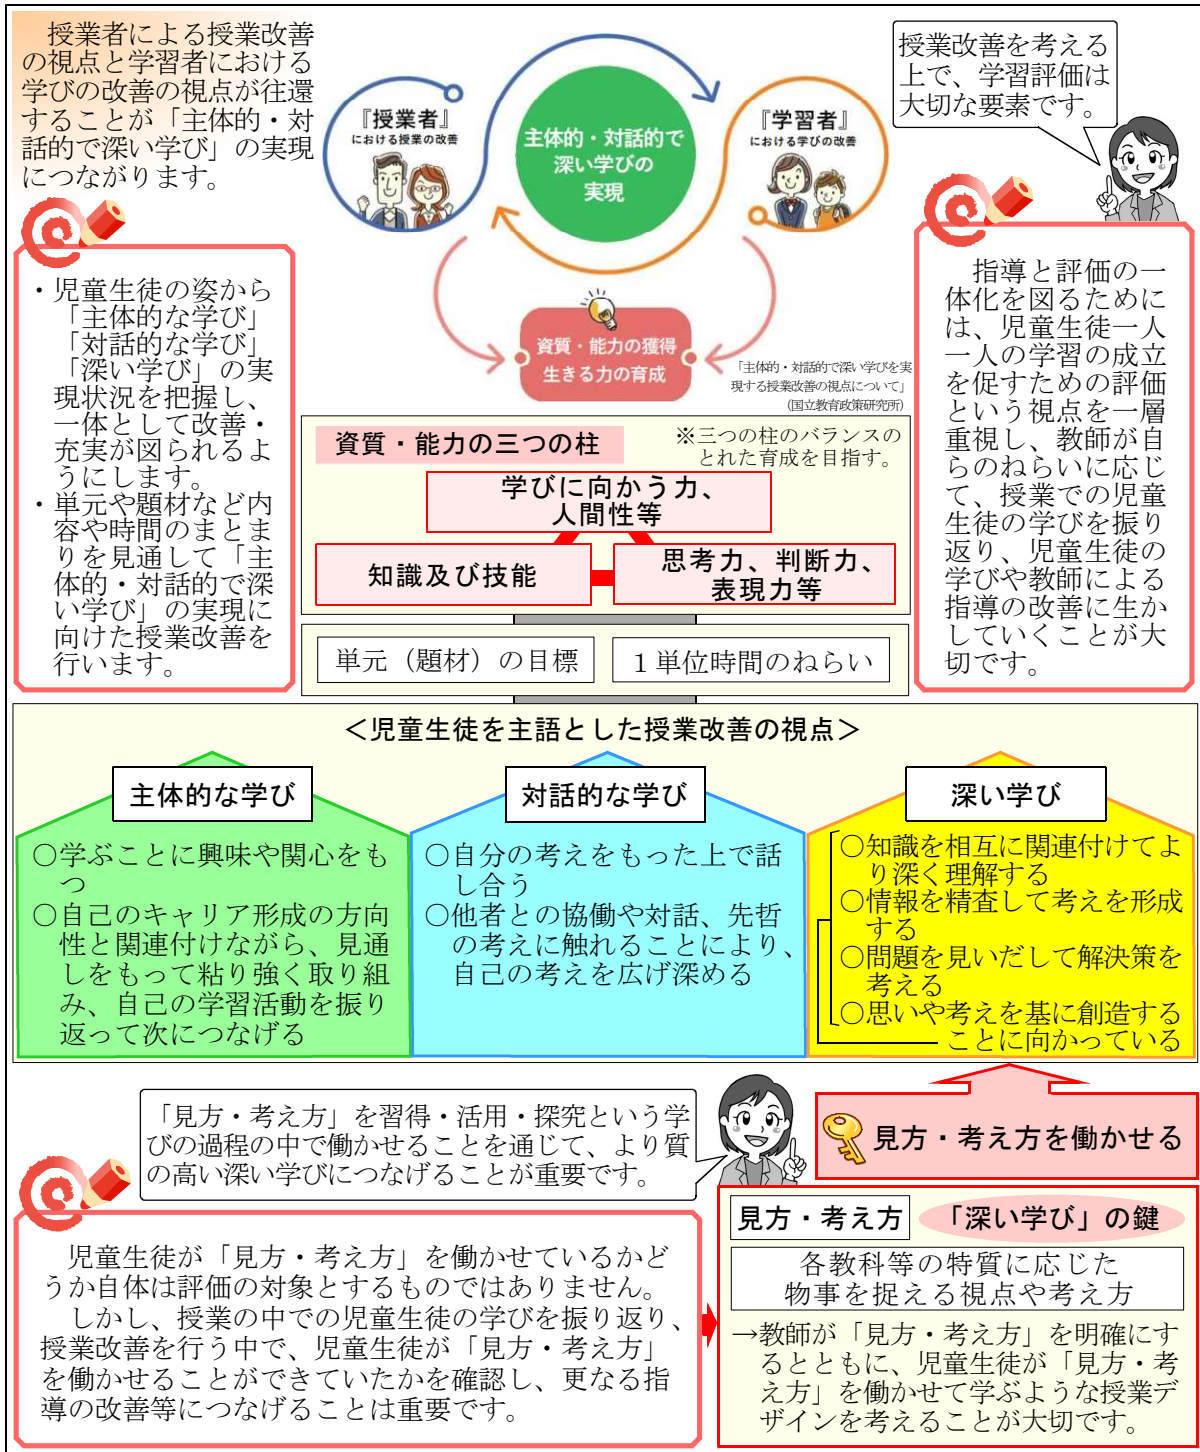 授業者による授業改善
の視点と学習者における
学びの改善の視点が往還
することが「主体的・対
話的で深い学び」の実現
につながります。
『授業者』
における授業の改善
主体的・対話的で
深い学びの
実現
『学習者』
における学びの改善
授業改善を考える
上で、学習評価は
大切な要素です。
資質・能力の獲得
生きる力の育成
「主体的・対話的で深い学びを実
現する授業改善の視点について」
(国立教育政策研究所)
・児童生徒の姿から
「主体的な学び」
「対話的な学び」
「深い学び」の実
現状況を把握し、
一体として改善・
充実が図られるよ
うにします。
・単元や題材など内
容や時間のまとま
りを見通して「主
体的・対話的で深
い学び」の実現に
向けた授業改善を
行います。
資質・能力の三つの柱
※三つの柱のバランスの
とれた育成を目指す。
学びに向かう力、
人間性等
知識及び技能
思考力、判断力、
表現力等
単元（題材）の目標
１単位時間のねらい
指導と評価の一
体化を図るために
は、児童生徒一人
一人の学習の成立
を促すための評価
という視点を一層
重視し、教師が自
らのねらいに応じ
て、授業での児童
生徒の学びを振り
返り、児童生徒の
学びや教師による
指導の改善に生か
していくことが大
切です。
＜児童生徒を主語とした授業改善の視点＞
主体的な学び
○学ぶことに興味や関心をも
つ
○自己のキャリア形成の方向
性と関連付けながら、見通
しをもって粘り強く取り組
み、自己の学習活動を振り
返って次につなげる
対話的な学び
○自分の考えをもった上で話
し合う
○他者との協働や対話、先哲
の考えに触れることにより、
自己の考えを広げ深める
深い学び
○知識を相互に関連付けてよ
り深く理解する
○情報を精査して考えを形成
する
○問題を見いだして解決策を
考える
○思いや考えを基に創造する
ことに向かっている
「見方・考え方」を習得・活用・探究という学
びの過程の中で働かせることを通じて、より質
の高い深い学びにつなげることが重要です。
見方・考え方を働かせる
児童生徒が「見方・考え方」を働かせているかど
うか自体は評価の対象とするものではありません。
しかし、授業の中での児童生徒の学びを振り返り、
授業改善を行う中で、児童生徒が「見方・考え方」
を働かせることができていたかを確認し、更なる指
導の改善等につなげることは重要です。
見方・考え方
「深い学び」の鍵
各教科等の特質に応じた
物事を捉える視点や考え方
→教師が「見方・考え方」を明確にす
るとともに、児童生徒が「見方・考
え方」を働かせて学ぶような授業デ
ザインを考えることが大切です。